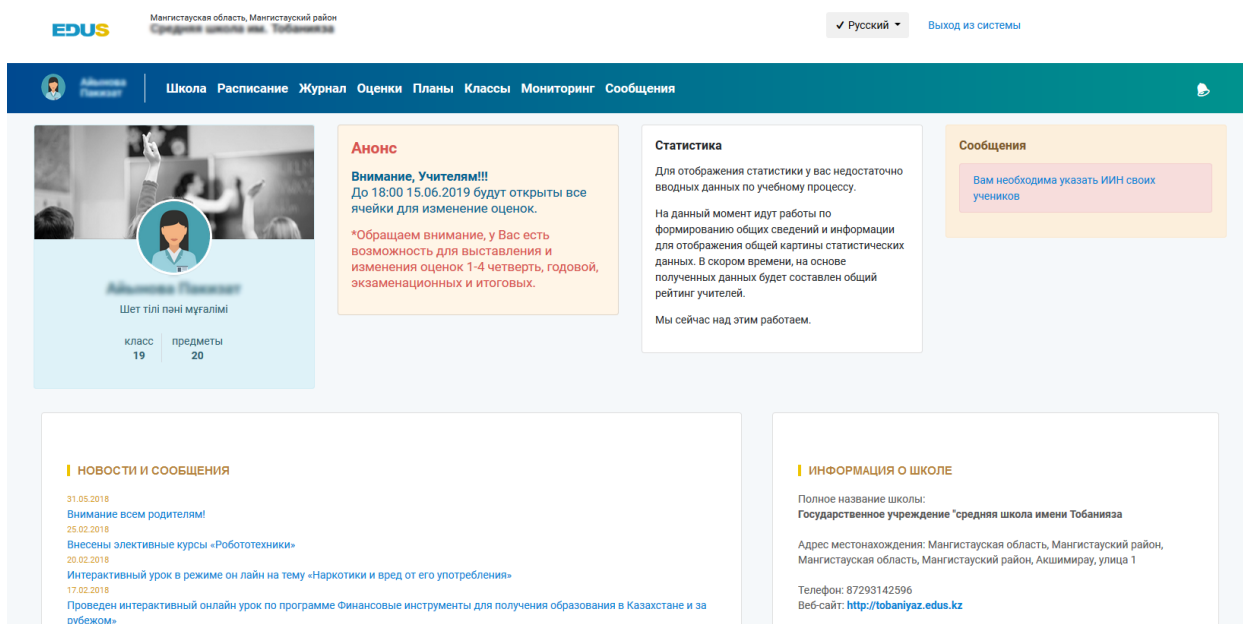 EDUS
Мангистауская область, Мангистауский район
Средняя школа им. Тобанияза
✔ Русский
Выход из системы
Школа Расписание Журнал Оценки Планы Классы Мониторинг Сообщения
Шет тілі пәні мұғалімі
класс предметы
19 20
Анонс
Внимание, Учителям!!!
До 18:00 15.06.2019 будут открыты все
ячейки для изменение оценок.
*Обращаем внимание, у Вас есть
возможность для выставления и
изменения оценок 1-4 четверть, годовой,
экзаменационных и итоговых.
Статистика
Для отображения статистики у вас недостаточно
вводных данных по учебному процессу.
На данный момент идут работы по
формированию общих сведений и информации
для отображения общей картины статистических
данных. В скором времени, на основе
полученных данных будет составлен общий
рейтинг учителей.
Мы сейчас над этим работаем.
Сообщения
Вам необходима указать ИИН своих
учеников
НОВОСТИ И СООБЩЕНИЯ
31.05.2018
Внимание всем родителям!
25.02.2018
Внесены элективные курсы «Робототехники»
20.02.2018
Интерактивный урок в режиме он лайн на тему «Наркотики и вред от его употребления»
17.02.2018
Проведен интерактивный онлайн урок по программе Финансовые инструменты для получения образования в Казахстане и за
рубежом»
ИНФОРМАЦИЯ О ШКОЛЕ
Полное название школы:
Государственное учреждение "средняя школа имени Тобанияза
Адрес местонахождения: Мангистауская область, Мангистауский район,
Мангистауская область, Мангистауский район, Акшимырау, улица 1
Телефон: 87293142596
Веб-сайт: http://tobaniyaz.edus.kz